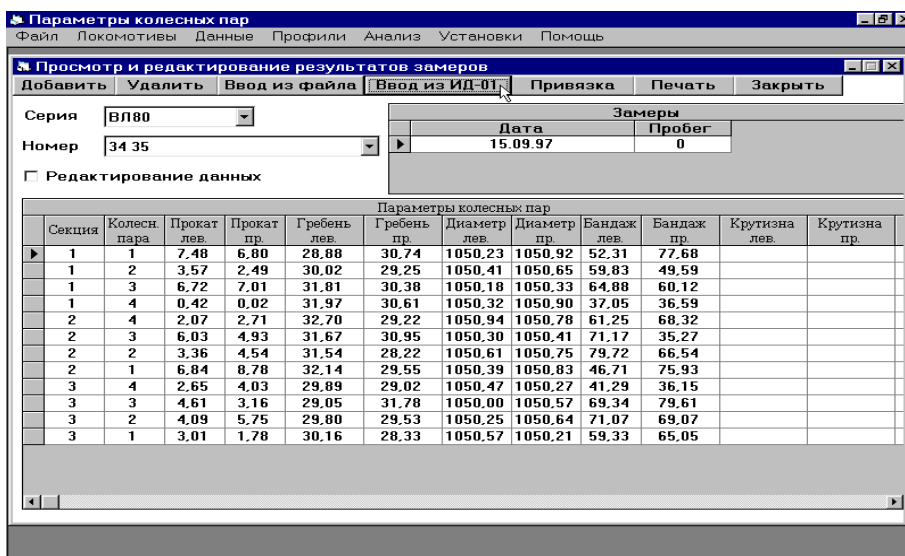 Параметры колесных пар
Файл Локомотивы Данные Профили Анализ Установки Помощь
Просмотр и редактирование результатов замеров
Добавить Удалить Ввод из файла Ввод из ИД-01 Привязка Печать Закрыть
Серия ВЛ80
Номер 34 35
Редактирование данных
Замеры
Дата Пробег
15.09.97 0
Параметры колесных пар
Секция Колесн. Прокат Прокат Гребень Гребень Диаметр Диаметр Бандаж Бандаж Крутизна Крутизна
пара лев. пр. лев. пр. лев. пр. лев. пр. лев. пр.
1 1 7,48 6,80 28,88 30,74 1050,23 1050,92 52,31 77,68
1 2 3,57 2,49 30,02 29,25 1050,41 1050,65 59,83 49,59
1 3 6,72 7,01 31,81 30,38 1050,18 1050,33 64,88 60,12
1 4 0,42 0,02 31,97 30,61 1050,32 1050,90 37,05 36,59
2 4 2,07 2,71 32,70 29,22 1050,94 1050,78 61,25 68,32
2 3 6,03 4,93 31,67 30,95 1050,30 1050,41 71,17 35,27
2 2 3,36 4,54 31,54 28,22 1050,61 1050,75 79,72 66,54
2 1 6,84 8,78 32,14 29,55 1050,39 1050,83 46,71 75,93
3 4 2,65 4,03 29,89 29,02 1050,47 1050,27 41,29 36,15
3 3 4,61 3,16 29,05 31,78 1050,00 1050,57 69,34 79,61
3 2 4,09 5,75 29,80 29,53 1050,25 1050,64 71,07 69,07
3 1 3,01 1,78 30,16 28,33 1050,57 1050,21 59,33 65,05